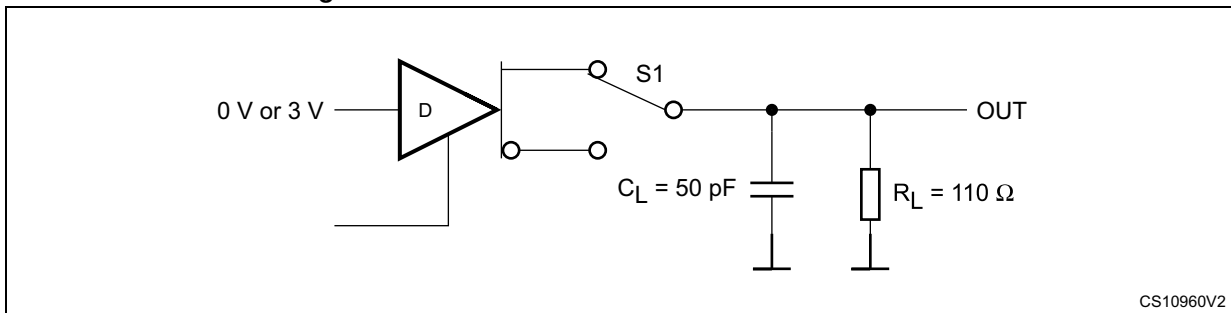 S1
0 V or 3 V
D
OUT
C_L = 50 pF
R_L = 110 Ω
CS10960V2